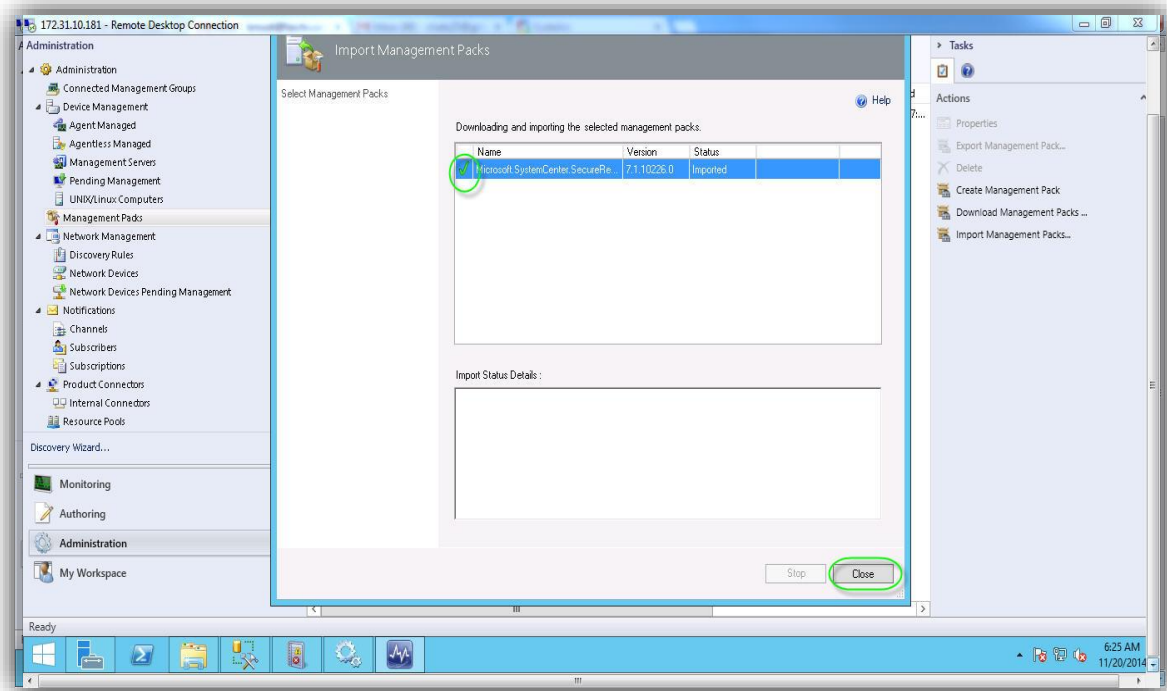 172.31.10.181 - Remote Desktop Connection
Administration
Administration
Connected Management Groups
Device Management
Agent Managed
Agentless Managed
Management Servers
Pending Management
UNIX/Linux Computers
Management Packs
Network Management
Discovery Rules
Network Devices
Network Devices Pending Management
Notifications
Channels
Subscribers
Subscriptions
Product Connectors
Internal Connectors
Resource Pools
Discovery Wizard...
Monitoring
Authoring
Administration
My Workspace
Ready
Import Management Packs
Select Management Packs
Help
Downloading and importing the selected management packs.
Name Version Status
Microsoft.SystemCenter.SecureRe... 7.1.10226.0 Imported
Import Status Details :
Stop Close
Tasks
Actions
Properties
Export Management Pack...
Delete
Create Management Pack
Download Management Packs ...
Import Management Packs...
6:25 AM
11/20/2014